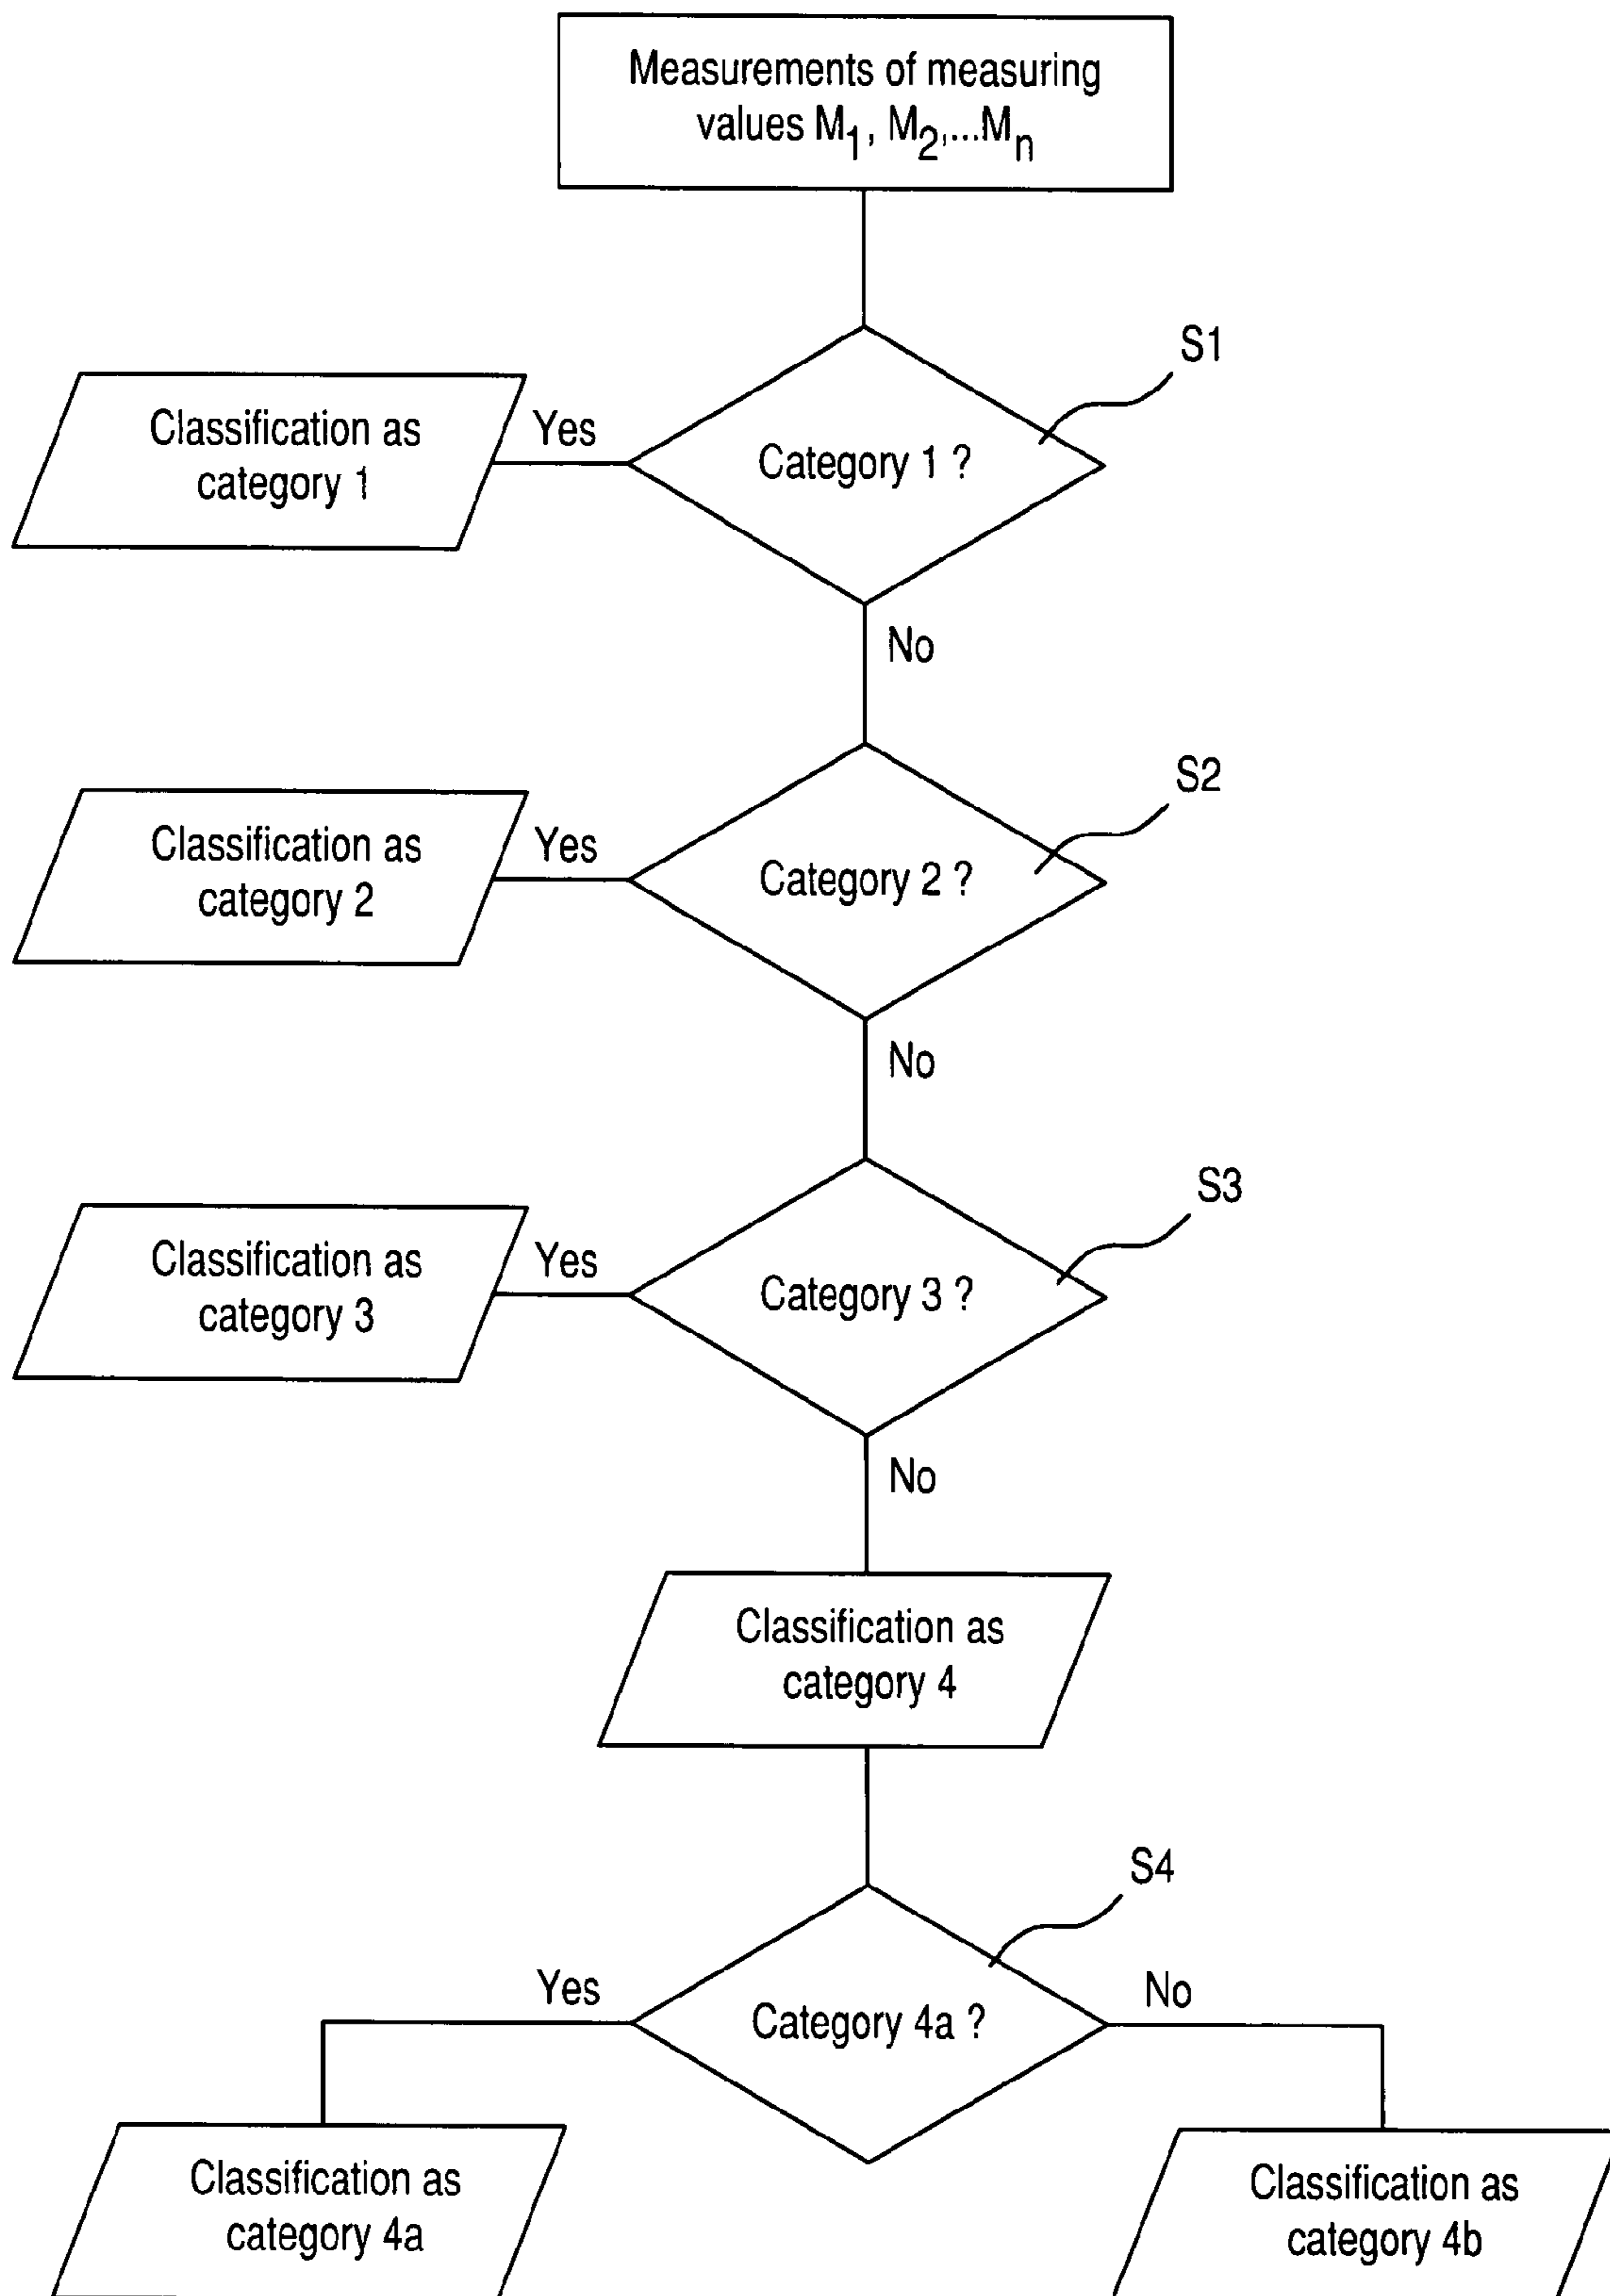 Measurements of measuring
values M1, M2,...Mn
S1
Classification as
category 1
Yes
Category 1 ?
No
S2
Classification as
category 2
Yes
Category 2 ?
No
S3
Classification as
category 3
Yes
Category 3 ?
No
Classification as
category 4
S4
Yes
Category 4a ?
No
Classification as
category 4a
Classification as
category 4b